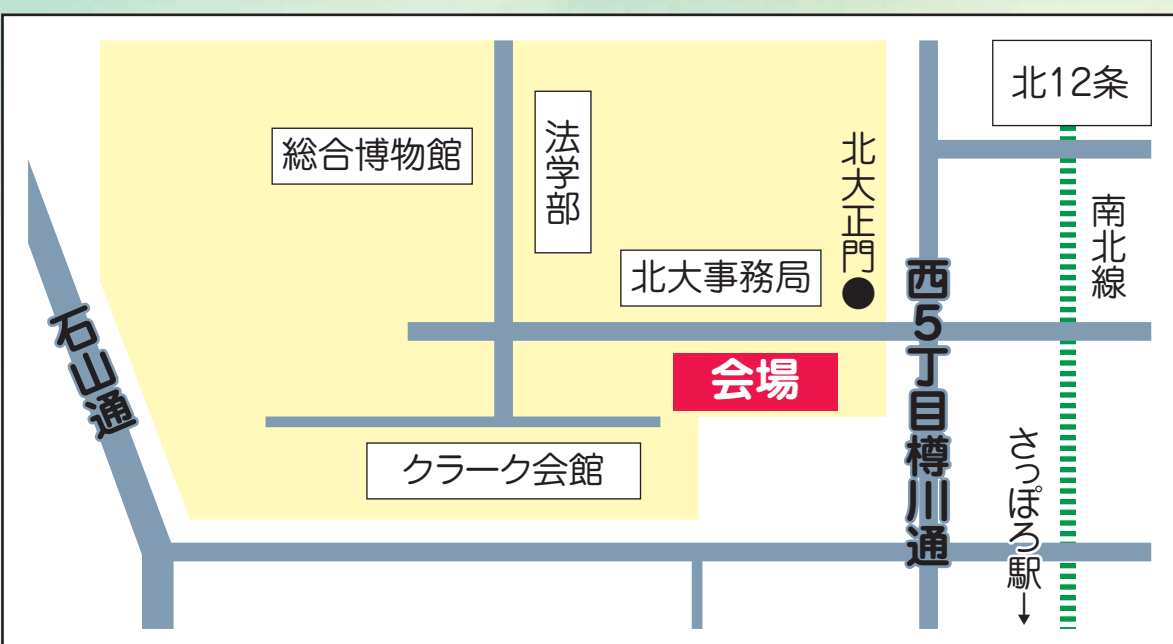 北12条
総合博物館
法学部
北大正門
南北線
北大事務局
西5丁目樽川通
石山通
会場
クラーク会館
さっぽろ駅→